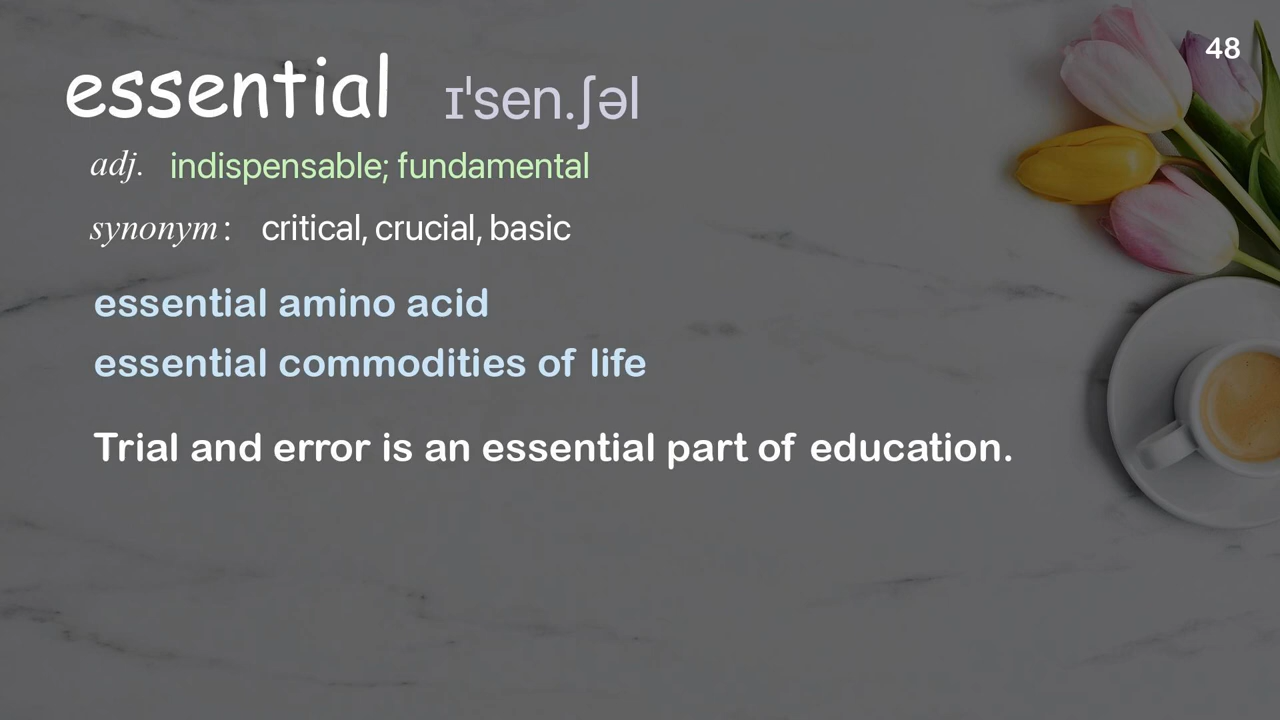 48
essential ɪˈsen.ʃəl
adj. indispensable; fundamental
synonym : critical, crucial, basic
essential amino acid
essential commodities of life
Trial and error is an essential part of education.